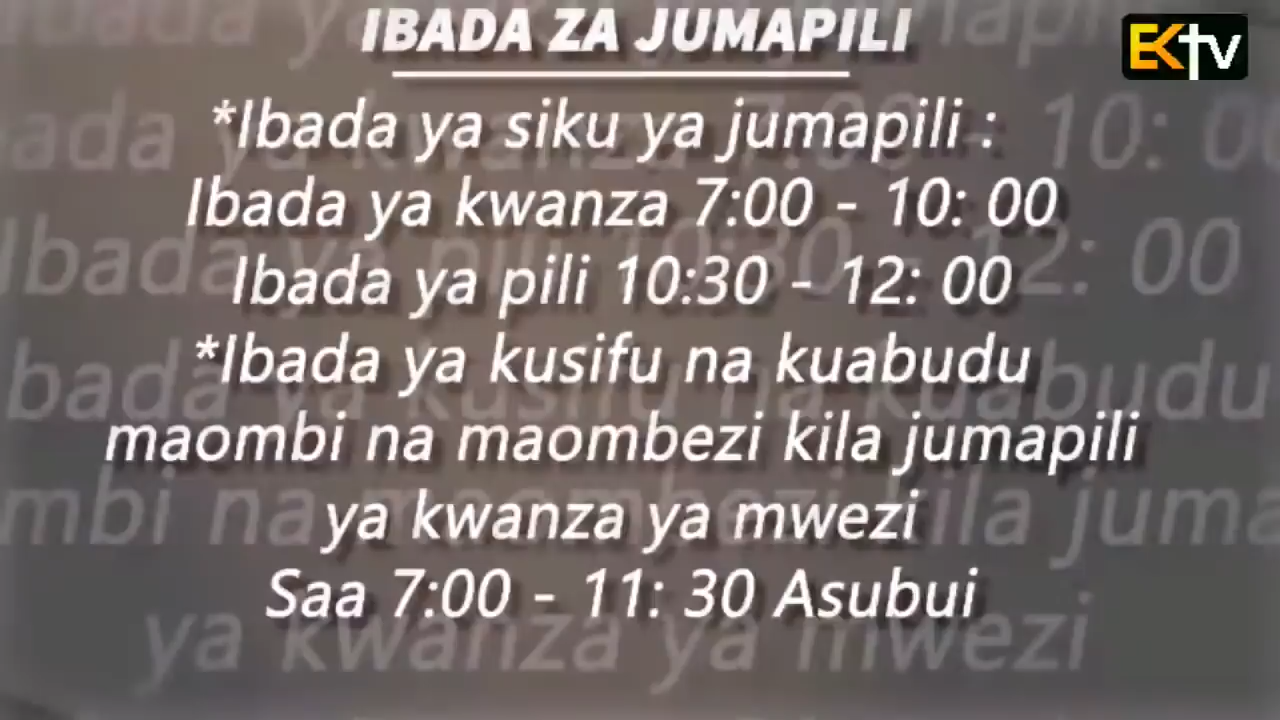 IBADA ZA JUMAPILI
EKTV
*Ibada ya siku ya jumapili :
Ibada ya kwanza 7:00 - 10: 00
Ibada ya pili 10:30 - 12: 00
*Ibada ya kusifu na kuabudu
maombi na maombezi kila jumapili
ya kwanza ya mwezi
Saa 7:00 - 11: 30 Asubui